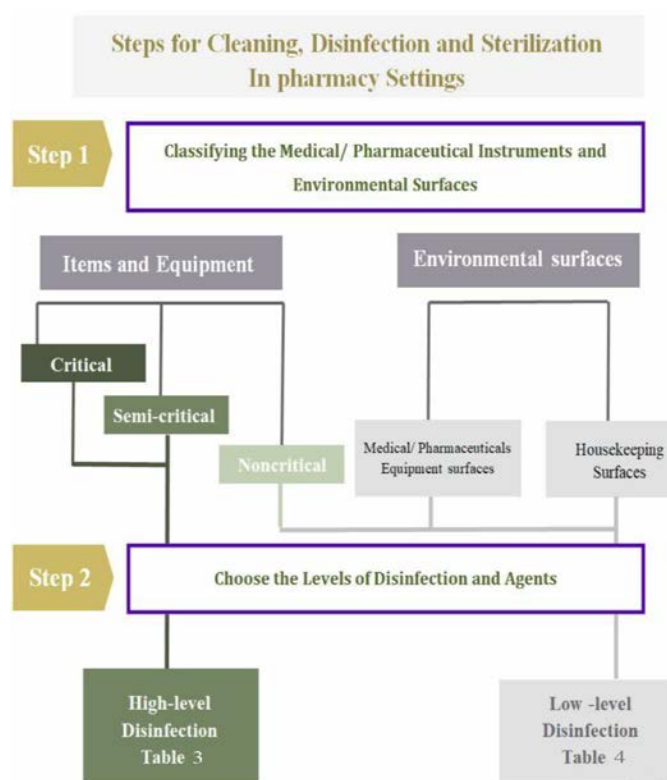 Steps for Cleaning, Disinfection and Sterilization
In pharmacy Settings
Step 1
Classifying the Medical/ Pharmaceutical Instruments and
Environmental Surfaces
Items and Equipment
Environmental surfaces
Critical
Semi-critical
Noncritical
Medical/ Pharmaceuticals
Equipment surfaces
Housekeeping
Surfaces
Step 2
Choose the Levels of Disinfection and Agents
High-level
Disinfection
Table 3
Low -level
Disinfection
Table 4